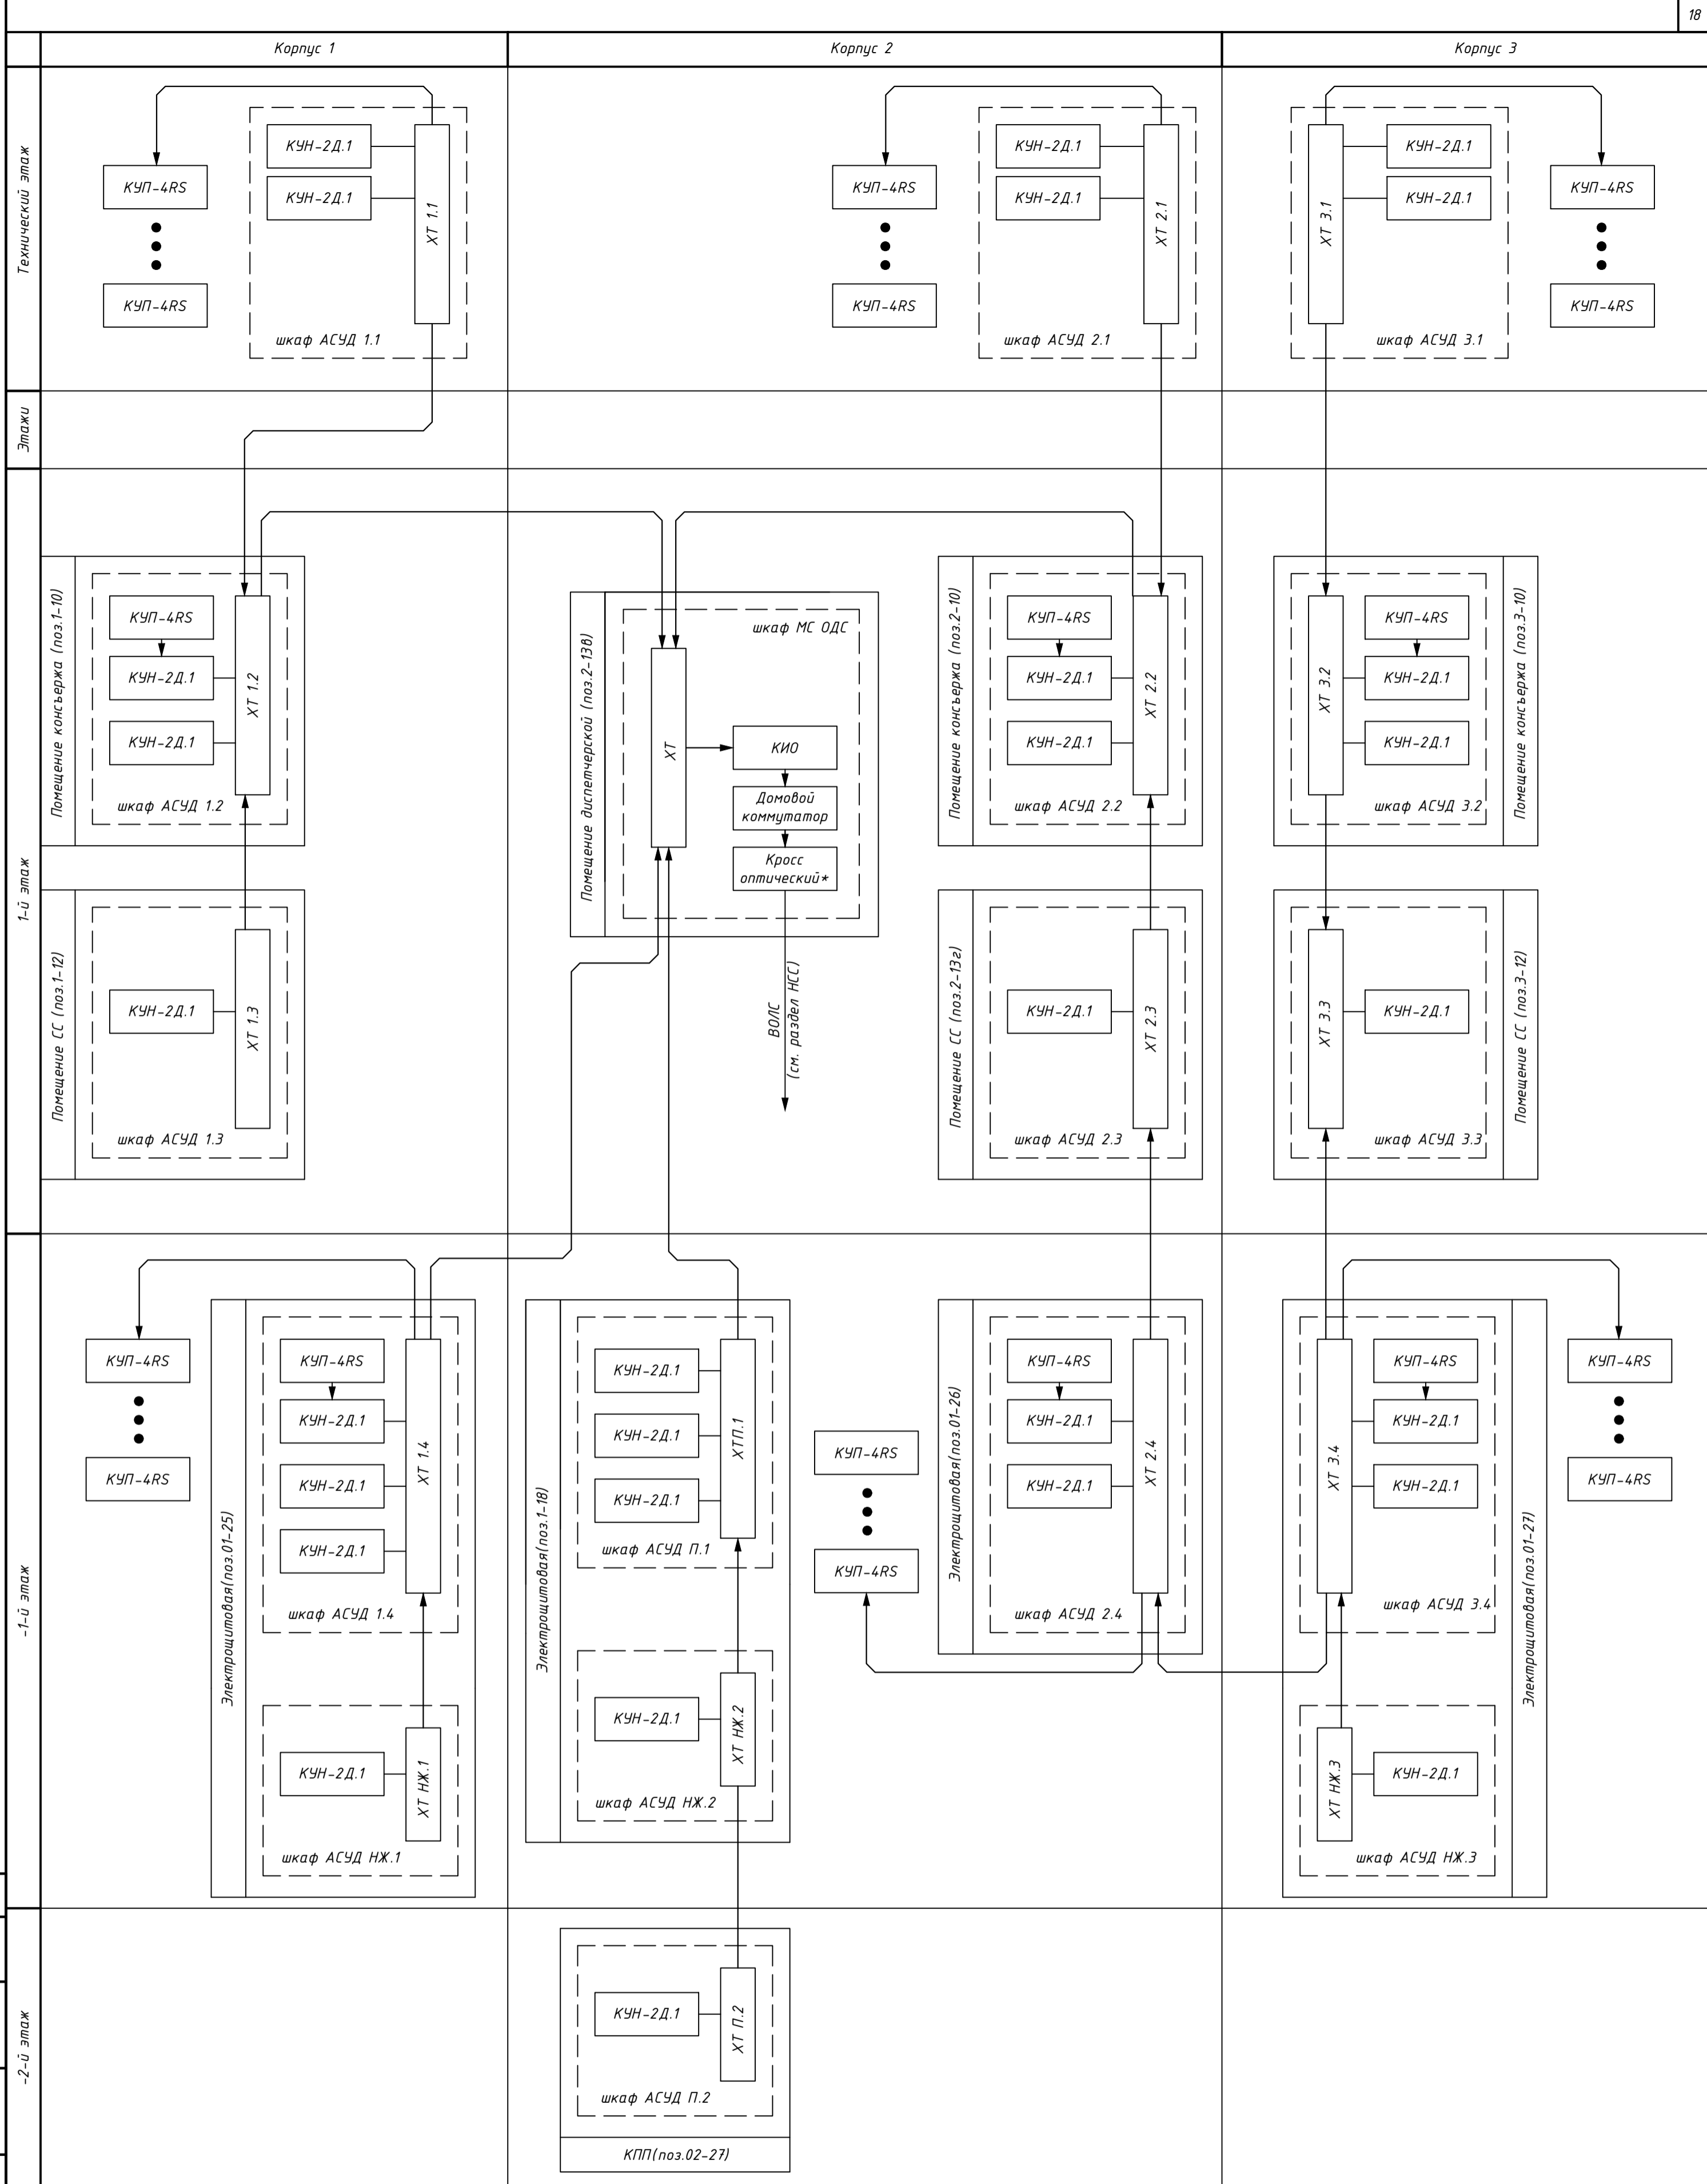 18
Корпус 1
Корпус 2
Корпус 3
Технический этаж
КУП-4RS
КУП-4RS
КУН-2Д.1
КУН-2Д.1
ХТ 1.1
шкаф АСУД 1.1
КУП-4RS
КУП-4RS
КУН-2Д.1
КУН-2Д.1
ХТ 2.1
шкаф АСУД 2.1
ХТ 3.1
КУН-2Д.1
КУН-2Д.1
шкаф АСУД 3.1
КУП-4RS
КУП-4RS
Этажи
1-й этаж
Помещение консьержа (поз.1-10)
КУП-4RS
КУН-2Д.1
КУН-2Д.1
ХТ 1.2
шкаф АСУД 1.2
Помещение СС (поз.1-12)
КУН-2Д.1
ХТ 1.3
шкаф АСУД 1.3
Помещение диспетчерской (поз.2-13в)
шкаф МС ОДС
ХТ
КИО
Домовой
коммутатор
Кросс
оптический*
ВОЛС
(см. раздел НСС)
Помещение консьержа (поз.2-10)
КУП-4RS
КУН-2Д.1
КУН-2Д.1
ХТ 2.2
шкаф АСУД 2.2
Помещение СС (поз.2-13г)
КУН-2Д.1
ХТ 2.3
шкаф АСУД 2.3
ХТ 3.2
КУП-4RS
КУН-2Д.1
КУН-2Д.1
шкаф АСУД 3.2
Помещение консьержа (поз.3-10)
ХТ 3.3
КУН-2Д.1
шкаф АСУД 3.3
Помещение СС (поз.3-12)
-1-й этаж
КУП-4RS
КУП-4RS
Электрощитовая(поз.01-25)
КУП-4RS
КУН-2Д.1
КУН-2Д.1
КУН-2Д.1
ХТ 1.4
шкаф АСУД 1.4
КУН-2Д.1
ХТ НЖ.1
шкаф АСУД НЖ.1
Электрощитовая(поз.1-18)
КУН-2Д.1
КУН-2Д.1
КУН-2Д.1
ХТП.1
шкаф АСУД П.1
КУН-2Д.1
ХТ НЖ.2
шкаф АСУД НЖ.2
КУП-4RS
КУП-4RS
Электрощитовая(поз.01-26)
КУП-4RS
КУН-2Д.1
КУН-2Д.1
ХТ 2.4
шкаф АСУД 2.4
ХТ 3.4
КУП-4RS
КУН-2Д.1
КУН-2Д.1
шкаф АСУД 3.4
ХТ НЖ.3
КУН-2Д.1
шкаф АСУД НЖ.3
Электрощитовая(поз.01-27)
КУП-4RS
КУП-4RS
-2-й этаж
КУН-2Д.1
ХТ П.2
шкаф АСУД П.2
КПП(поз.02-27)